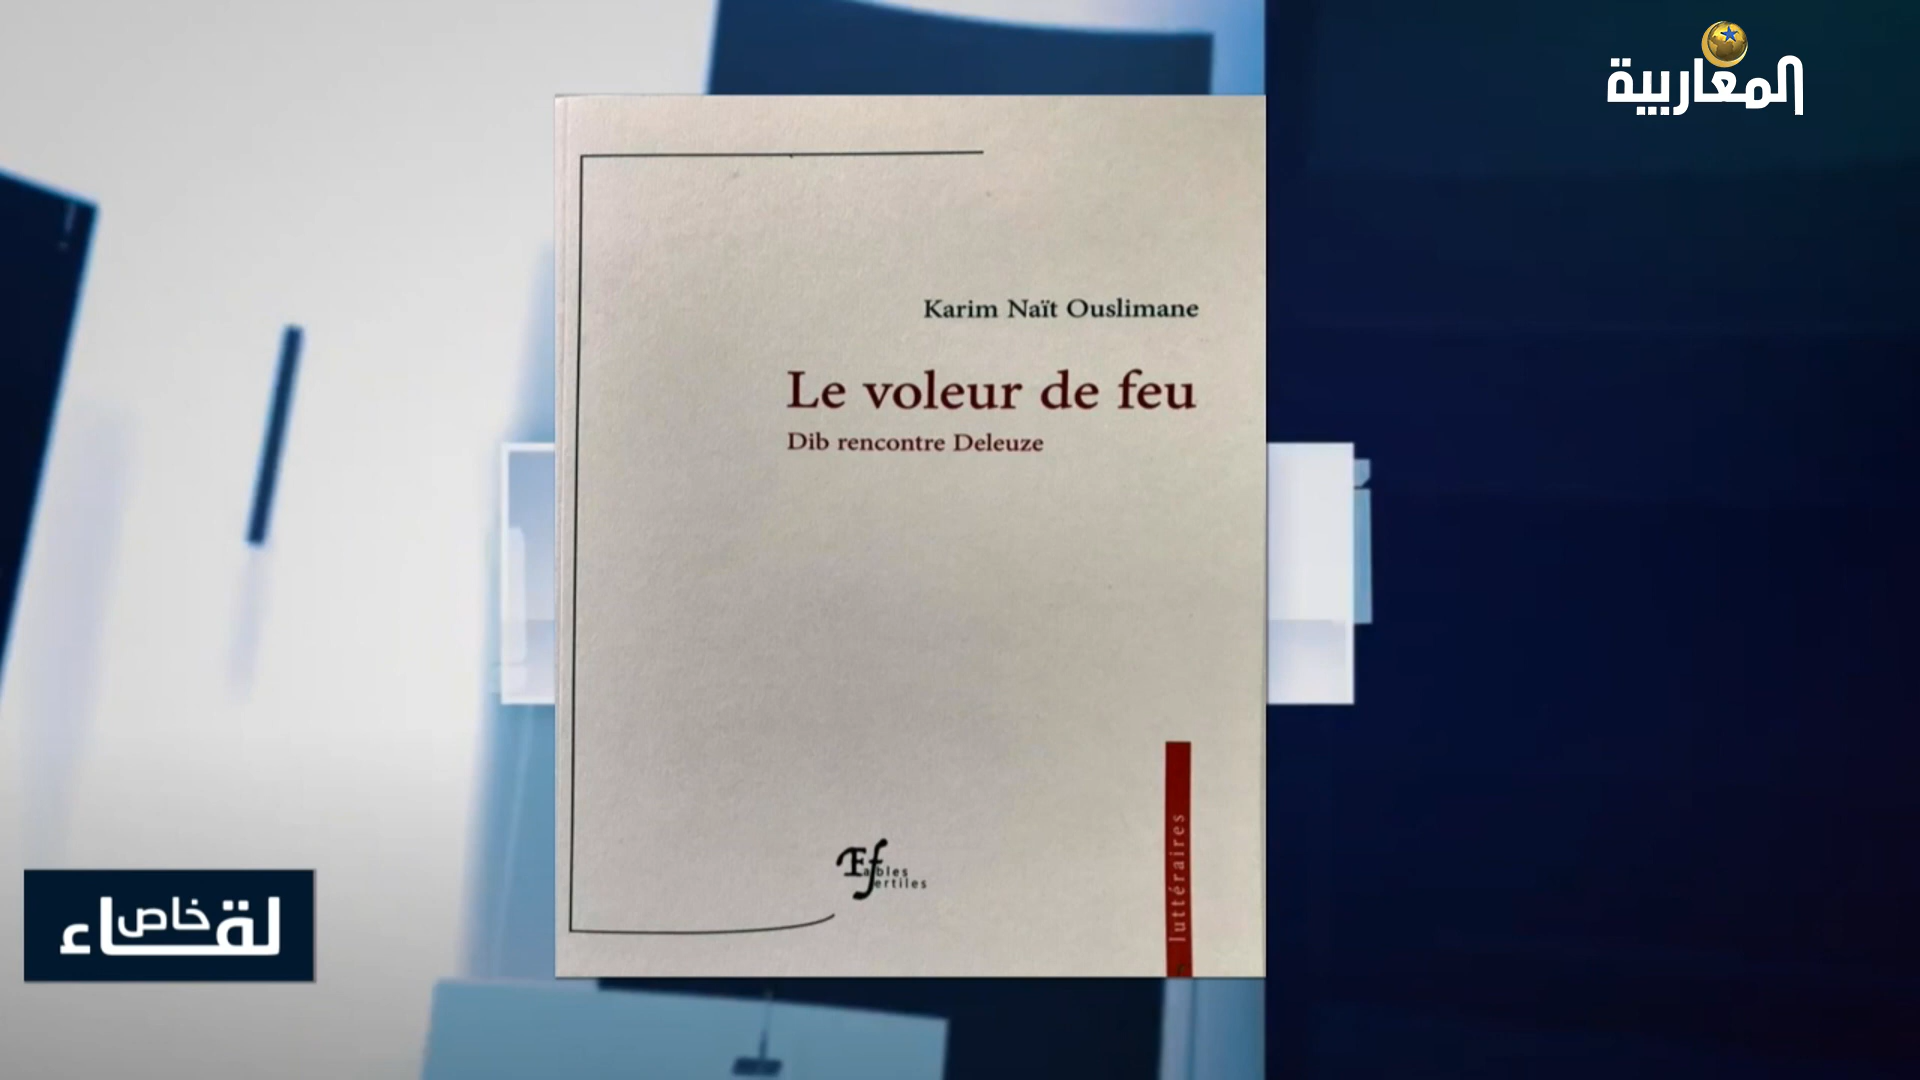 المغاربية
Karim Naït Ouslimane
Le voleur de feu
Dib rencontre Deleuze
Fables
fertiles
luttéraires
لقاء خاص